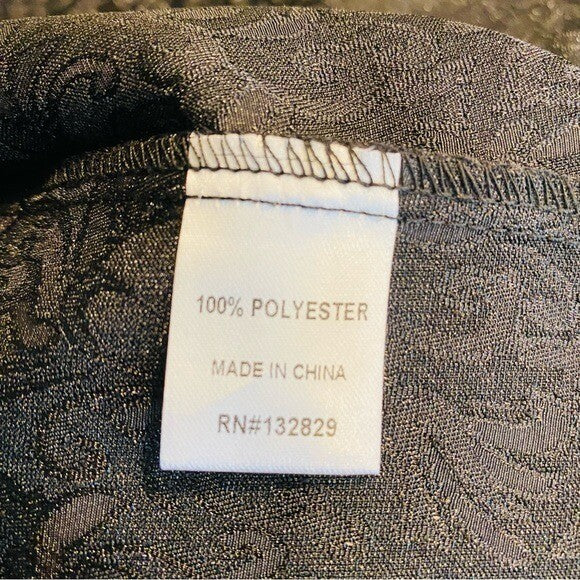 100% POLYESTER
MADE IN CHINA
RN#132829